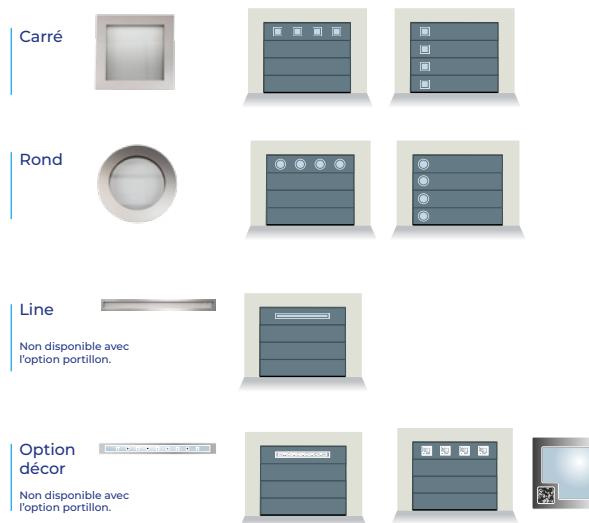 Carré
Rond
Line
Non disponible avec
l'option portillon.
Option
décor
Non disponible avec
l'option portillon.